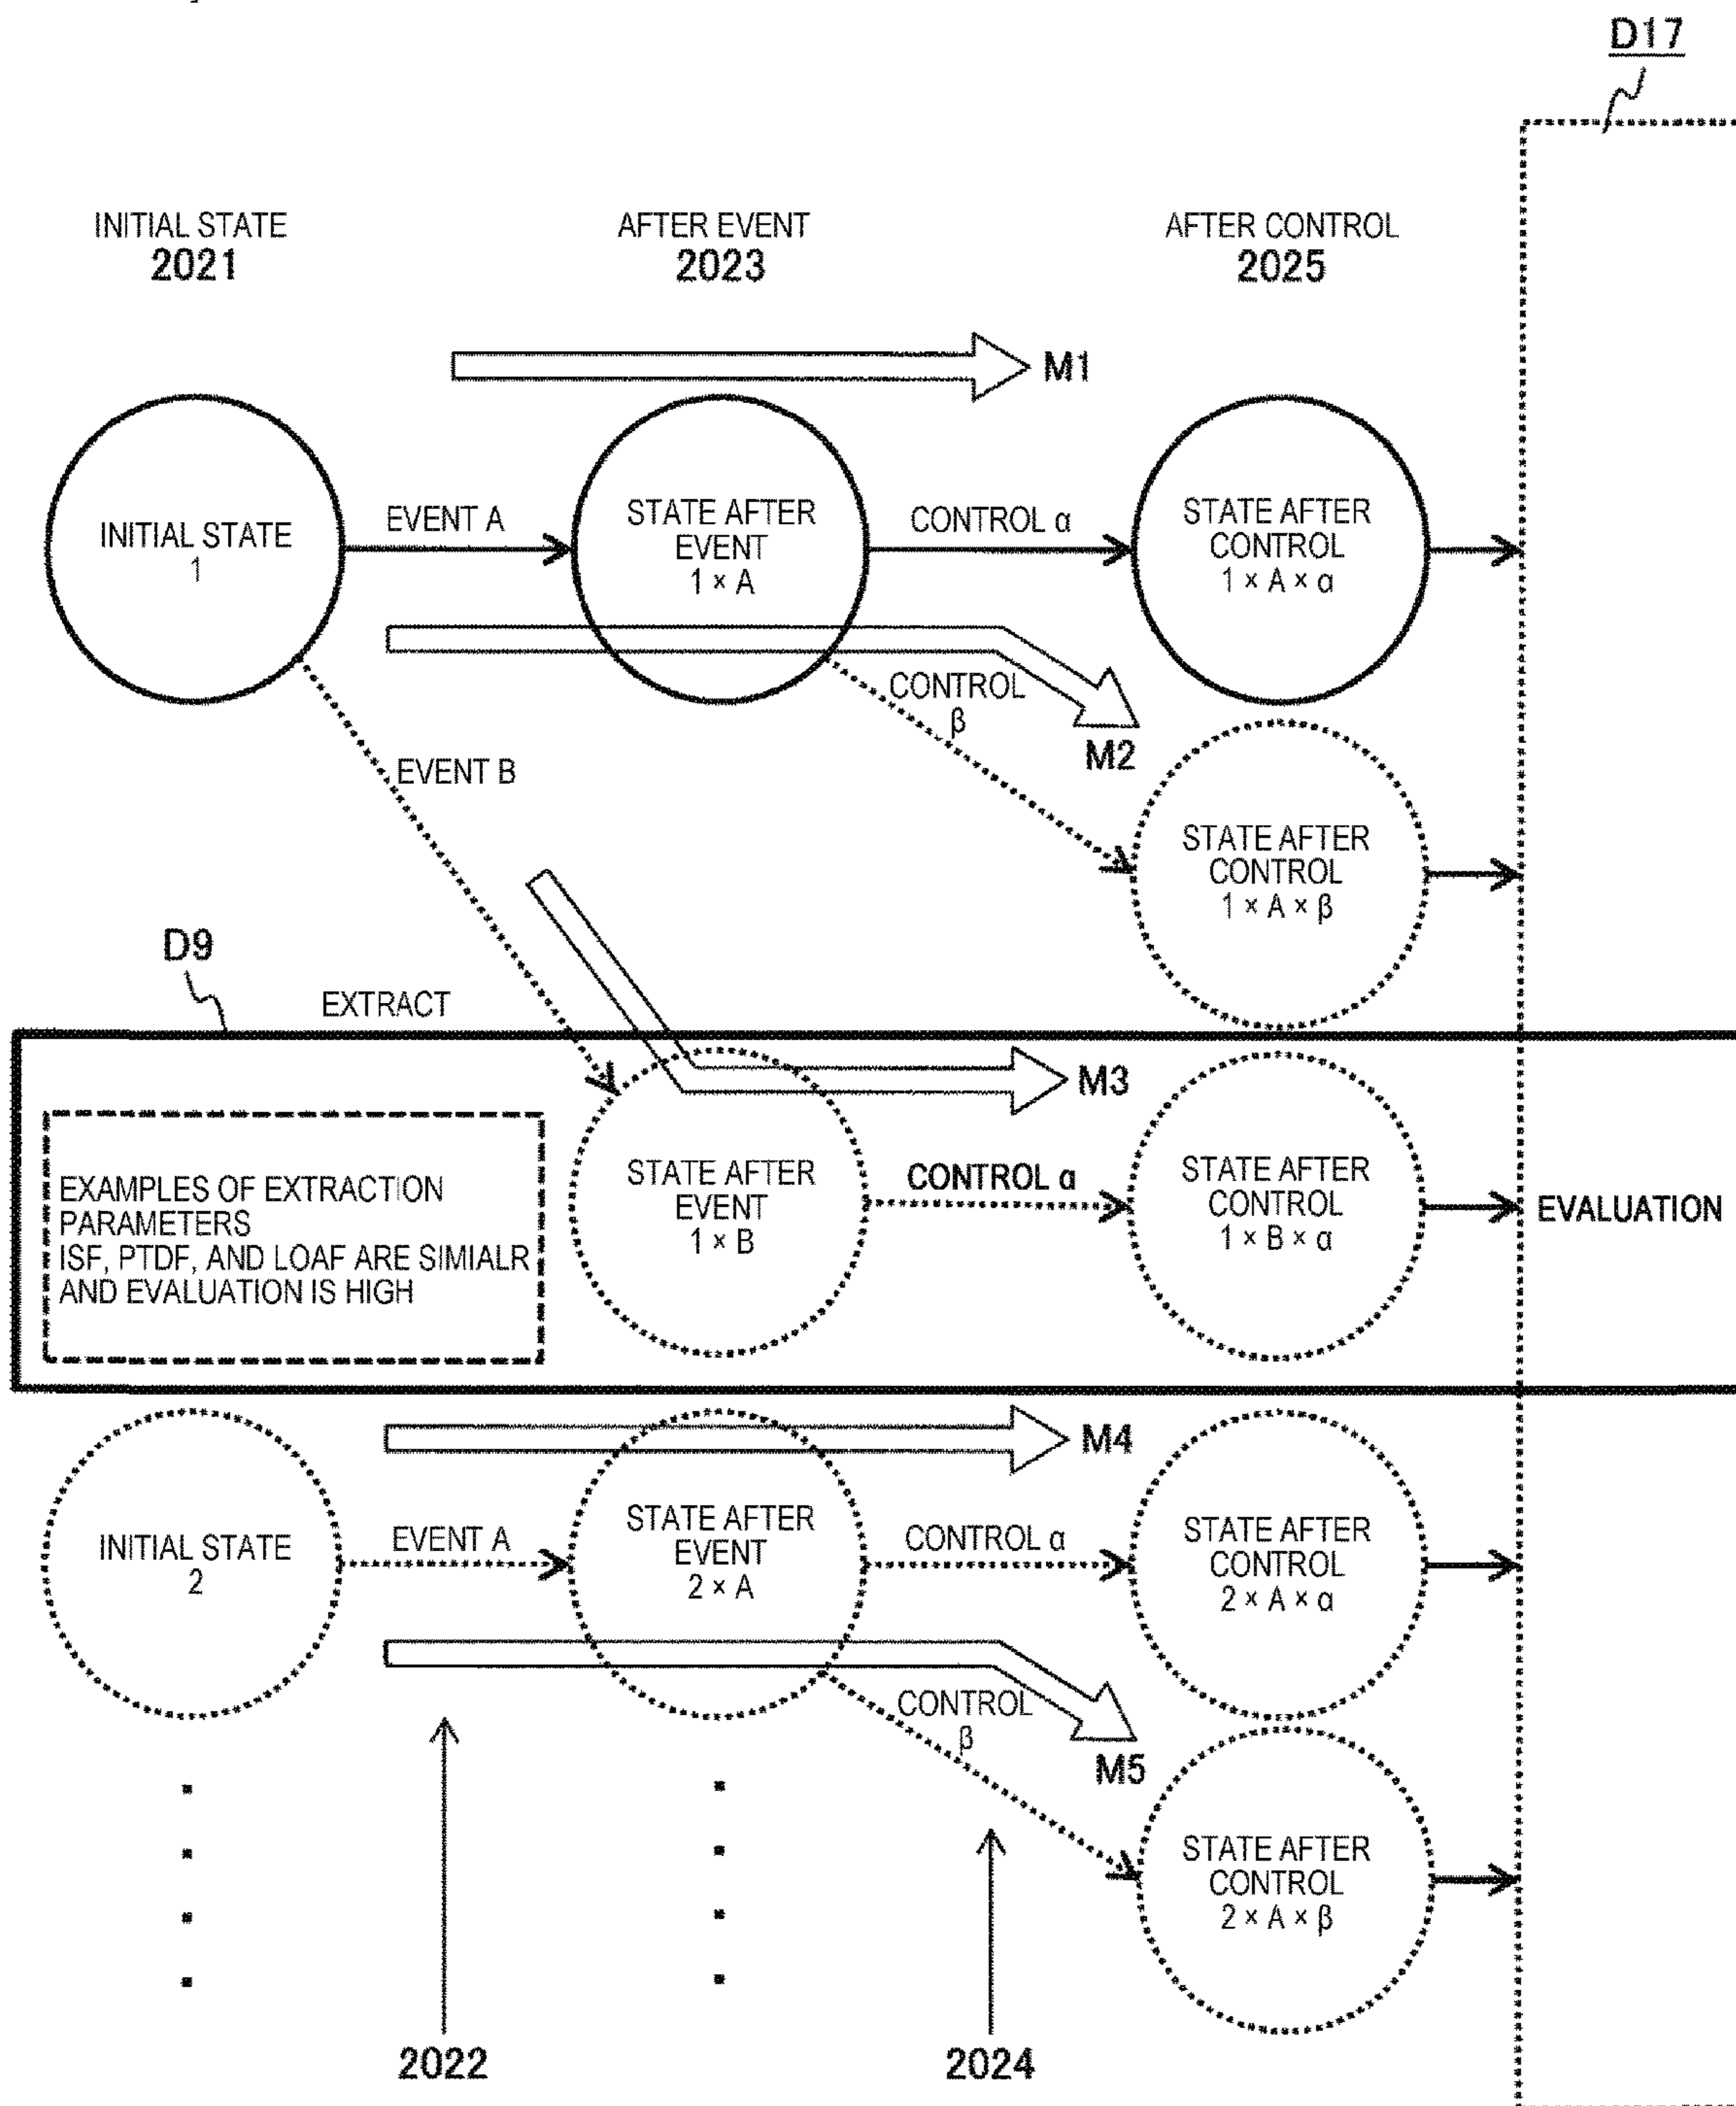 D17
INITIAL STATE
2021
AFTER EVENT
2023
AFTER CONTROL
2025
M1
INITIAL STATE
1
EVENT A
STATE AFTER
EVENT
1 × A
CONTROL α
STATE AFTER
CONTROL
1 × A × α
CONTROL
β
M2
EVENT B
STATE AFTER
CONTROL
1 × A × β
D9
EXTRACT
M3
EXAMPLES OF EXTRACTION
PARAMETERS
ISF, PTDF, AND LOAF ARE SIMIALR
AND EVALUATION IS HIGH
STATE AFTER
EVENT
1 × B
CONTROL α
STATE AFTER
CONTROL
1 × B × α
EVALUATION
M4
INITIAL STATE
2
EVENT A
STATE AFTER
EVENT
2 × A
CONTROL α
STATE AFTER
CONTROL
2 × A × α
CONTROL
β
M5
STATE AFTER
CONTROL
2 × A × β
2022
2024